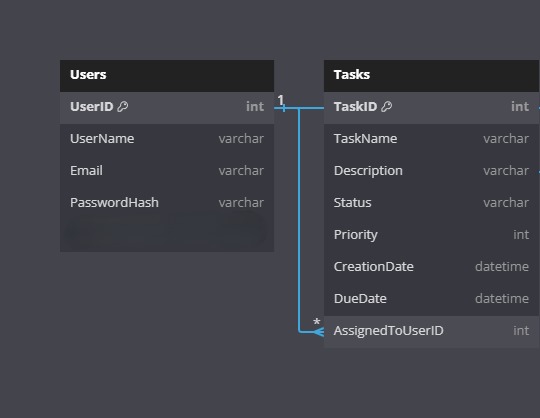 Users
UserID int
UserName varchar
Email varchar
PasswordHash varchar
1
Tasks
TaskID int
TaskName varchar
Description varchar
Status varchar
Priority int
CreationDate datetime
DueDate datetime
* AssignedToUserID int